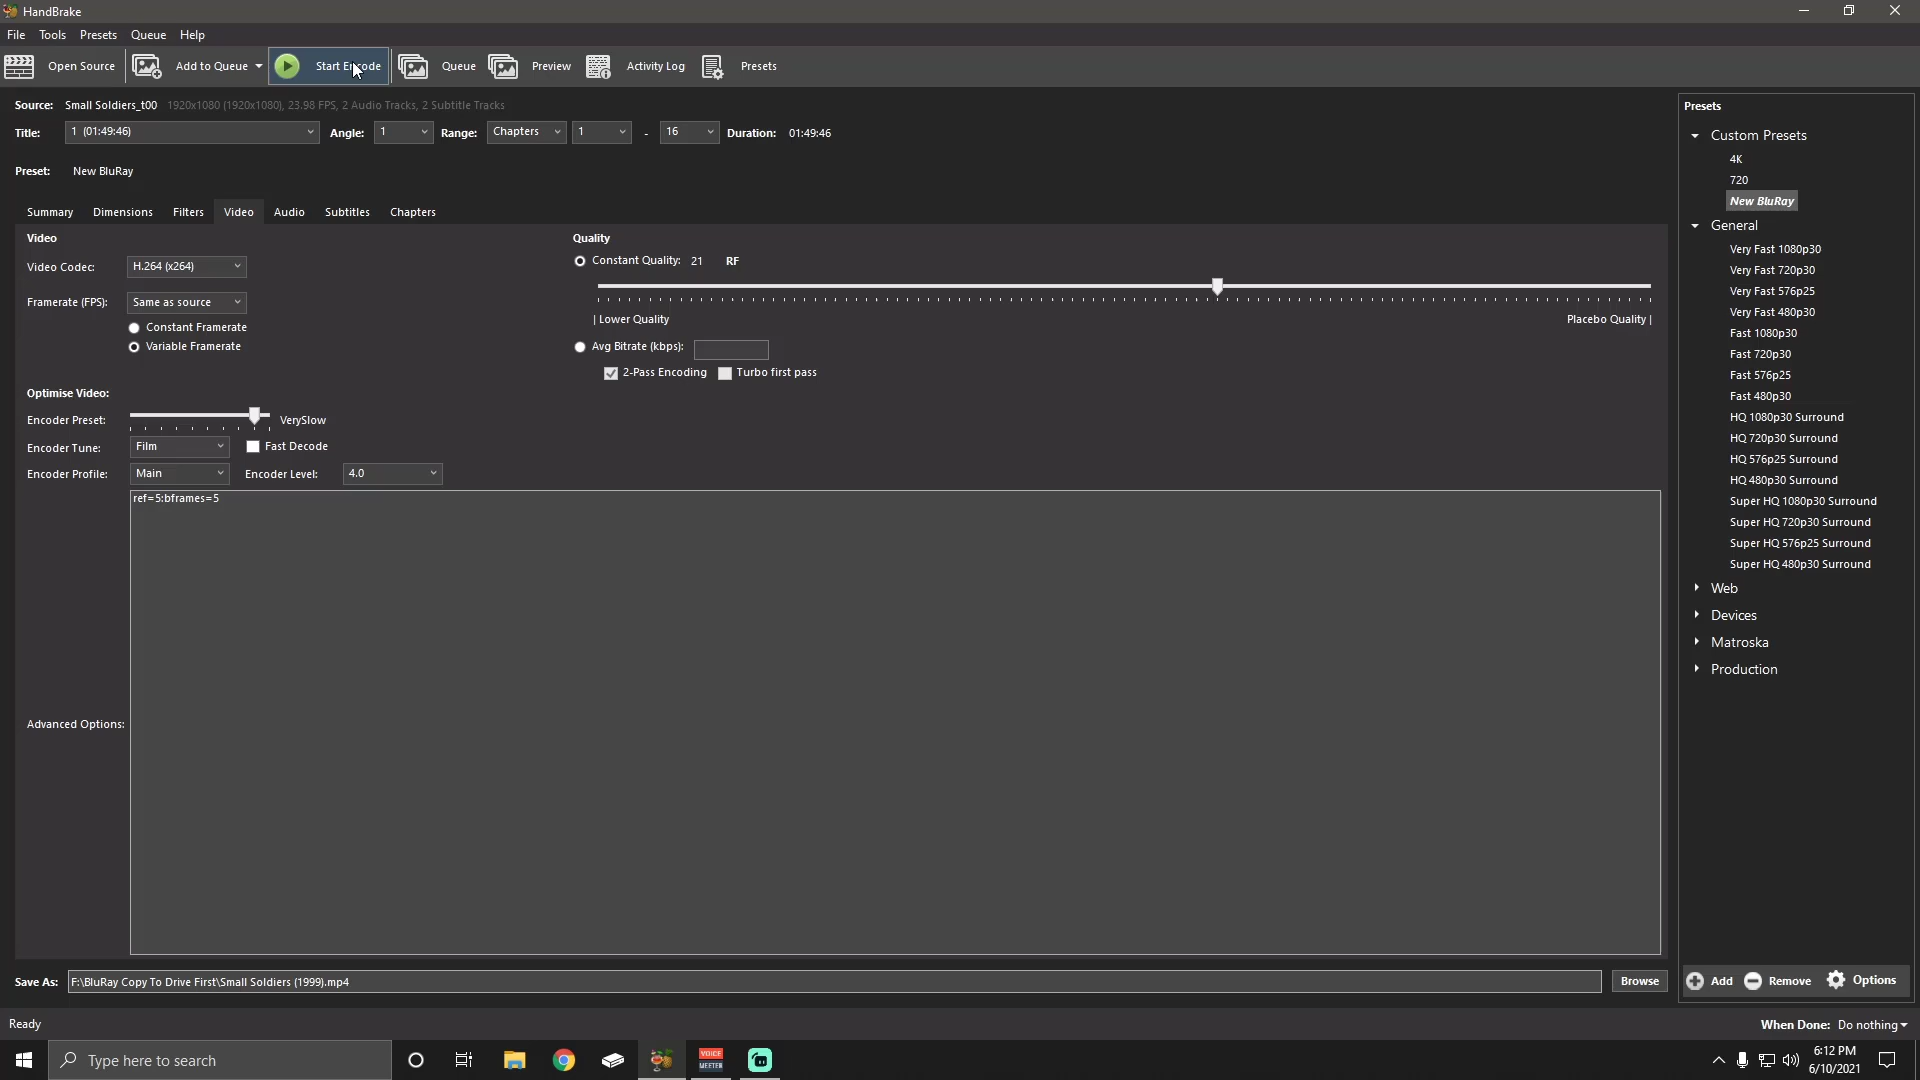 HandBrake
File Tools Presets Queue Help
Open Source Add to Queue Start Encode Queue Preview Activity Log Presets
Source: Small Soldiers_t00 1920x1080 (1920x1080), 23.98 FPS, 2 Audio Tracks, 2 Subtitle Tracks
Title: 1 (01:49:46) Angle: 1 Range: Chapters 1 - 16 Duration: 01:49:46
Preset: New BluRay
Summary Dimensions Filters Video Audio Subtitles Chapters
Video
Video Codec: H.264 (x264)
Framerate (FPS): Same as source
Constant Framerate
Variable Framerate
Quality
Constant Quality: 21 RF
| Lower Quality Placebo Quality |
Avg Bitrate (kbps):
2-Pass Encoding Turbo first pass
Optimise Video:
Encoder Preset: VerySlow
Encoder Tune: Film Fast Decode
Encoder Profile: Main Encoder Level: 4.0
ref=5:bframes=5
Advanced Options:
Save As: F:\BluRay Copy To Drive First\Small Soldiers (1999).mp4 Browse
Presets
Custom Presets
4K
720
New BluRay
General
Very Fast 1080p30
Very Fast 720p30
Very Fast 576p25
Very Fast 480p30
Fast 1080p30
Fast 720p30
Fast 576p25
Fast 480p30
HQ 1080p30 Surround
HQ 720p30 Surround
HQ 576p25 Surround
HQ 480p30 Surround
Super HQ 1080p30 Surround
Super HQ 720p30 Surround
Super HQ 576p25 Surround
Super HQ 480p30 Surround
Web
Devices
Matroska
Production
Add Remove Options
Ready When Done: Do nothing
Type here to search
VOICE
MEETER
6:12 PM
6/10/2021